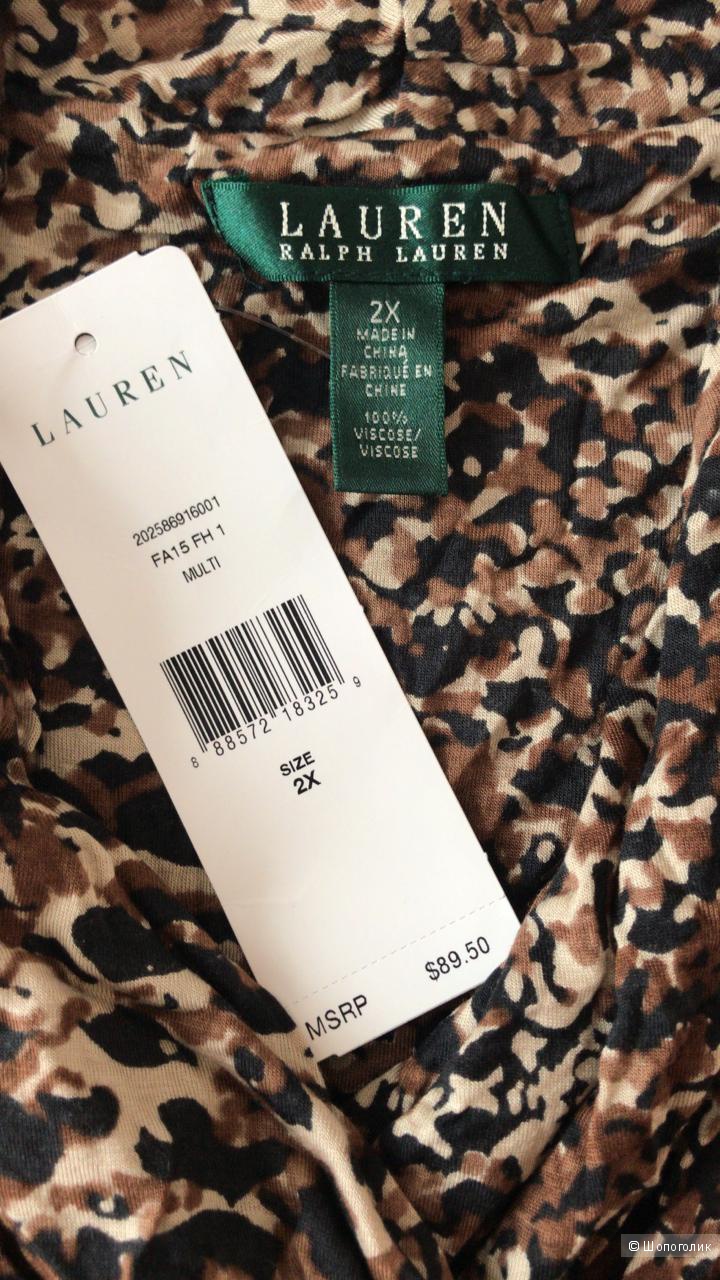 LAUREN
RALPH LAUREN
2X
MADE IN
CHINA
FABRIQUÉ EN
CHINE
100%
VISCOSE/
VISCOSE
LAUREN
202586916001
FA15 FH 1
MULTI
8 88572 18325 9
SIZE
2X
MSRP $89.50
© Шопоголик